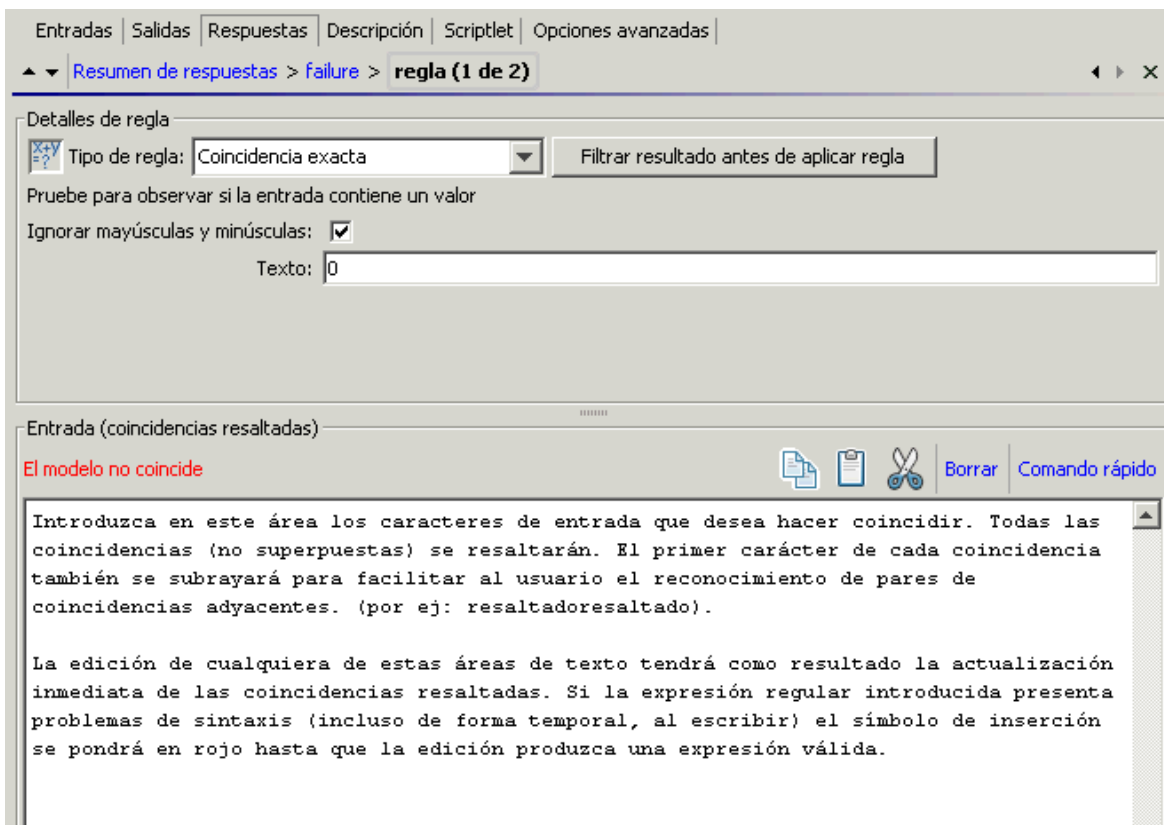 Entradas Salidas Respuestas Descripción Scriptlet Opciones avanzadas
Resumen de respuestas > failure > regla (1 de 2)
Detalles de regla
x+y
=?
Tipo de regla: Coincidencia exacta Filtrar resultado antes de aplicar regla
Pruebe para observar si la entrada contiene un valor
Ignorar mayúsculas y minúsculas:
Texto: 0
Entrada (coincidencias resaltadas)
El modelo no coincide Borrar Comando rápido
Introduzca en este área los caracteres de entrada que desea hacer coincidir. Todas las
coincidencias (no superpuestas) se resaltarán. El primer carácter de cada coincidencia
también se subrayará para facilitar al usuario el reconocimiento de pares de
coincidencias adyacentes. (por ej: resaltadoresaltado).
La edición de cualquiera de estas áreas de texto tendrá como resultado la actualización
inmediata de las coincidencias resaltadas. Si la expresión regular introducida presenta
problemas de sintaxis (incluso de forma temporal, al escribir) el símbolo de inserción
se pondrá en rojo hasta que la edición produzca una expresión válida.